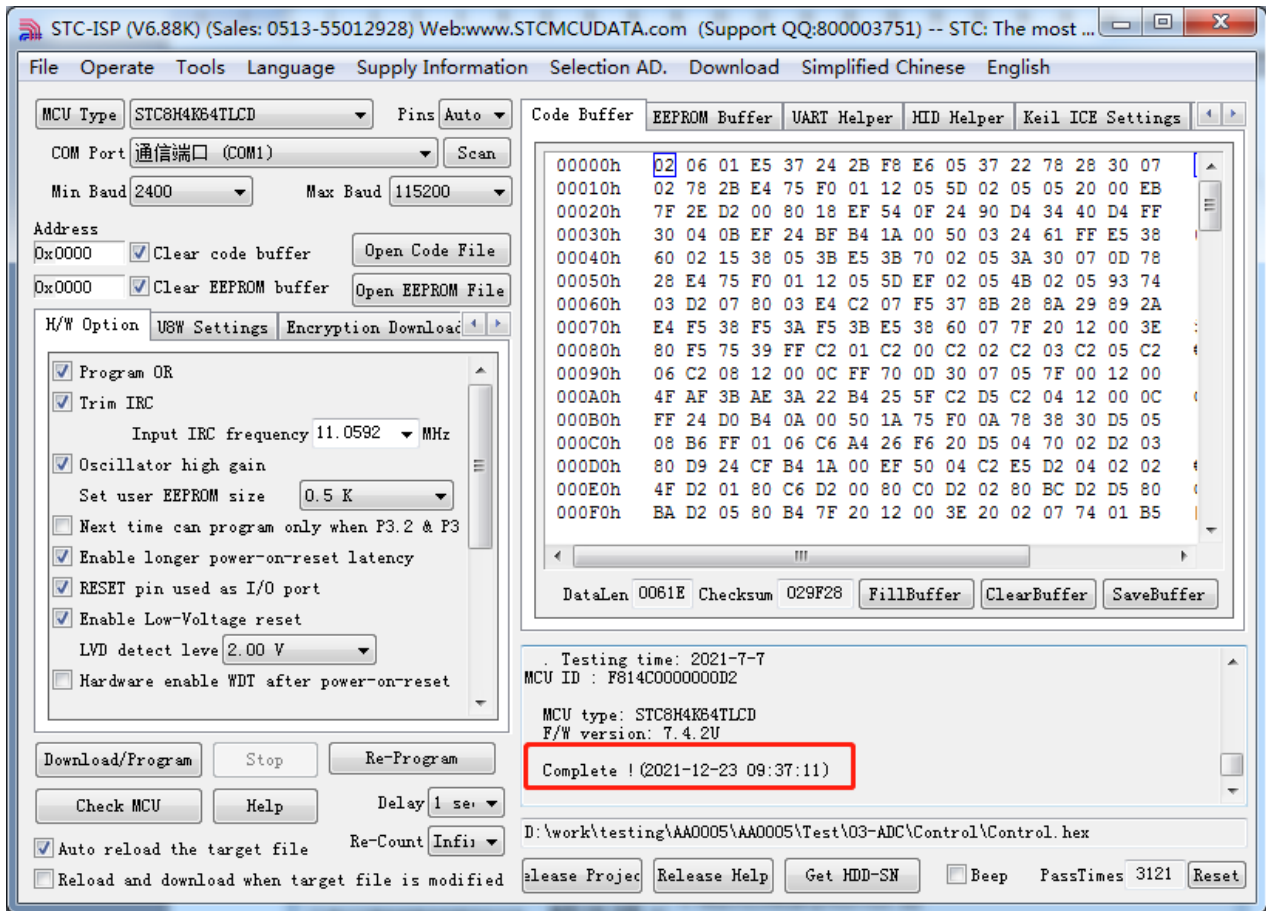 STC-ISP (V6.88K) (Sales: 0513-55012928) Web:www.STCMCUDATA.com (Support QQ:800003751) -- STC: The most ...
File Operate Tools Language Supply Information Selection AD. Download Simplified Chinese English
MCU Type STC8H4K64TLCD Pins Auto
COM Port 通信端口 (COM1) Scan
Min Baud 2400 Max Baud 115200
Address
0x0000 Clear code buffer Open Code File
0x0000 Clear EEPROM buffer Open EEPROM File
H/W Option U8W Settings Encryption Download
Program OR
Trim IRC
Input IRC frequency 11.0592 MHz
Oscillator high gain
Set user EEPROM size 0.5 K
Next time can program only when P3.2 & P3
Enable longer power-on-reset latency
RESET pin used as I/O port
Enable Low-Voltage reset
LVD detect leve 2.00 V
Hardware enable WDT after power-on-reset
Download/Program Stop Re-Program
Check MCU Help Delay 1 se
Auto reload the target file Re-Count Infi
Reload and download when target file is modified
Code Buffer EEPROM Buffer UART Helper HID Helper Keil ICE Settings
00000h 02 06 01 E5 37 24 2B F8 E6 05 37 22 78 28 30 07
00010h 02 78 2B E4 75 F0 01 12 05 5D 02 05 05 20 00 EB
00020h 7F 2E D2 00 80 18 EF 54 0F 24 90 D4 34 40 D4 FF
00030h 30 04 0B EF 24 BF B4 1A 00 50 03 24 61 FF E5 38
00040h 60 02 15 38 05 3B E5 3B 70 02 05 3A 30 07 0D 78
00050h 28 E4 75 F0 01 12 05 5D EF 02 05 4B 02 05 93 74
00060h 03 D2 07 80 03 E4 C2 07 F5 37 8B 28 8A 29 89 2A
00070h E4 F5 38 F5 3A F5 3B E5 38 60 07 7F 20 12 00 3E
00080h 80 F5 75 39 FF C2 01 C2 00 C2 02 C2 03 C2 05 C2
00090h 06 C2 08 12 00 0C FF 70 0D 30 07 05 7F 00 12 00
000A0h 4F AF 3B AE 3A 22 B4 25 5F C2 D5 C2 04 12 00 0C
000B0h FF 24 D0 B4 0A 00 50 1A 75 F0 0A 78 38 30 D5 05
000C0h 08 B6 FF 01 06 C6 A4 26 F6 20 D5 04 70 02 D2 03
000D0h 80 D9 24 CF B4 1A 00 EF 50 04 C2 E5 D2 04 02 02
000E0h 4F D2 01 80 C6 D2 00 80 C0 D2 02 80 BC D2 D5 80
000F0h BA D2 05 80 B4 7F 20 12 00 3E 20 02 07 74 01 B5
DataLen 0061E Checksum 029F28 FillBuffer ClearBuffer SaveBuffer
. Testing time: 2021-7-7
MCU ID : F814C0000000D2
MCU type: STC8H4K64TLCD
F/W version: 7.4.2U
Complete !(2021-12-23 09:37:11)
D:\work\testing\AA0005\AA0005\Test\03-ADC\Control\Control.hex
elease Projec Release Help Get HDD-SN Beep PassTimes 3121 Reset